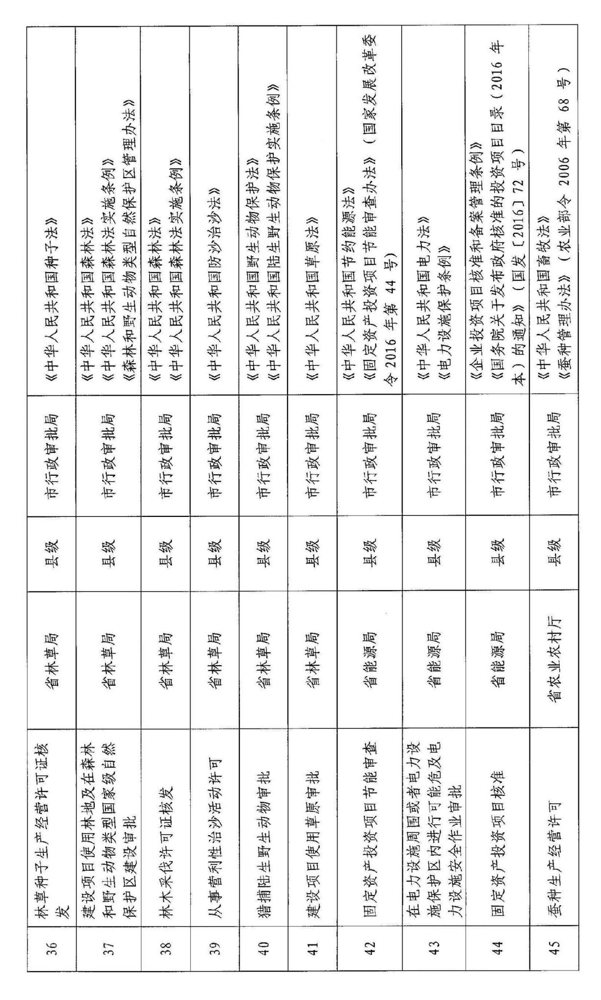 36
林草种子生产经营许可证核
发
省林草局
县级
市行政审批局
《中华人民共和国种子法》
37
建设项目使用林地及在森林
和野生动物类型国家级自然
保护区建设审批
省林草局
县级
市行政审批局
《中华人民共和国森林法》
《中华人民共和国森林法实施条例》
《森林和野生动物类型自然保护区管理办法》
38
林木采伐许可证核发
省林草局
县级
市行政审批局
《中华人民共和国森林法》
《中华人民共和国森林法实施条例》
39
从事营利性治沙活动许可
省林草局
县级
市行政审批局
《中华人民共和国防沙治沙法》
40
猎捕陆生野生动物审批
省林草局
县级
市行政审批局
《中华人民共和国野生动物保护法》
《中华人民共和国陆生野生动物保护实施条例》
41
建设项目使用草原审批
省林草局
县级
市行政审批局
《中华人民共和国草原法》
42
固定资产投资项目节能审查
省能源局
县级
市行政审批局
《中华人民共和国节约能源法》
《固定资产投资项目节能审查办法》（国家发展改革委
令 2016 年第 44 号）
43
在电力设施周围或者电力设
施保护区内进行可能危及电
力设施安全作业审批
省能源局
县级
市行政审批局
《中华人民共和国电力法》
《电力设施保护条例》
44
固定资产投资项目核准
省能源局
县级
市行政审批局
《企业投资项目核准和备案管理条例》
《国务院关于发布政府核准的投资项目目录（2016 年
本）的通知》（国发〔2016〕72 号）
45
蚕种生产经营许可
省农业农村厅
县级
市行政审批局
《中华人民共和国畜牧法》
《蚕种管理办法》（农业部令 2006 年第 68 号）